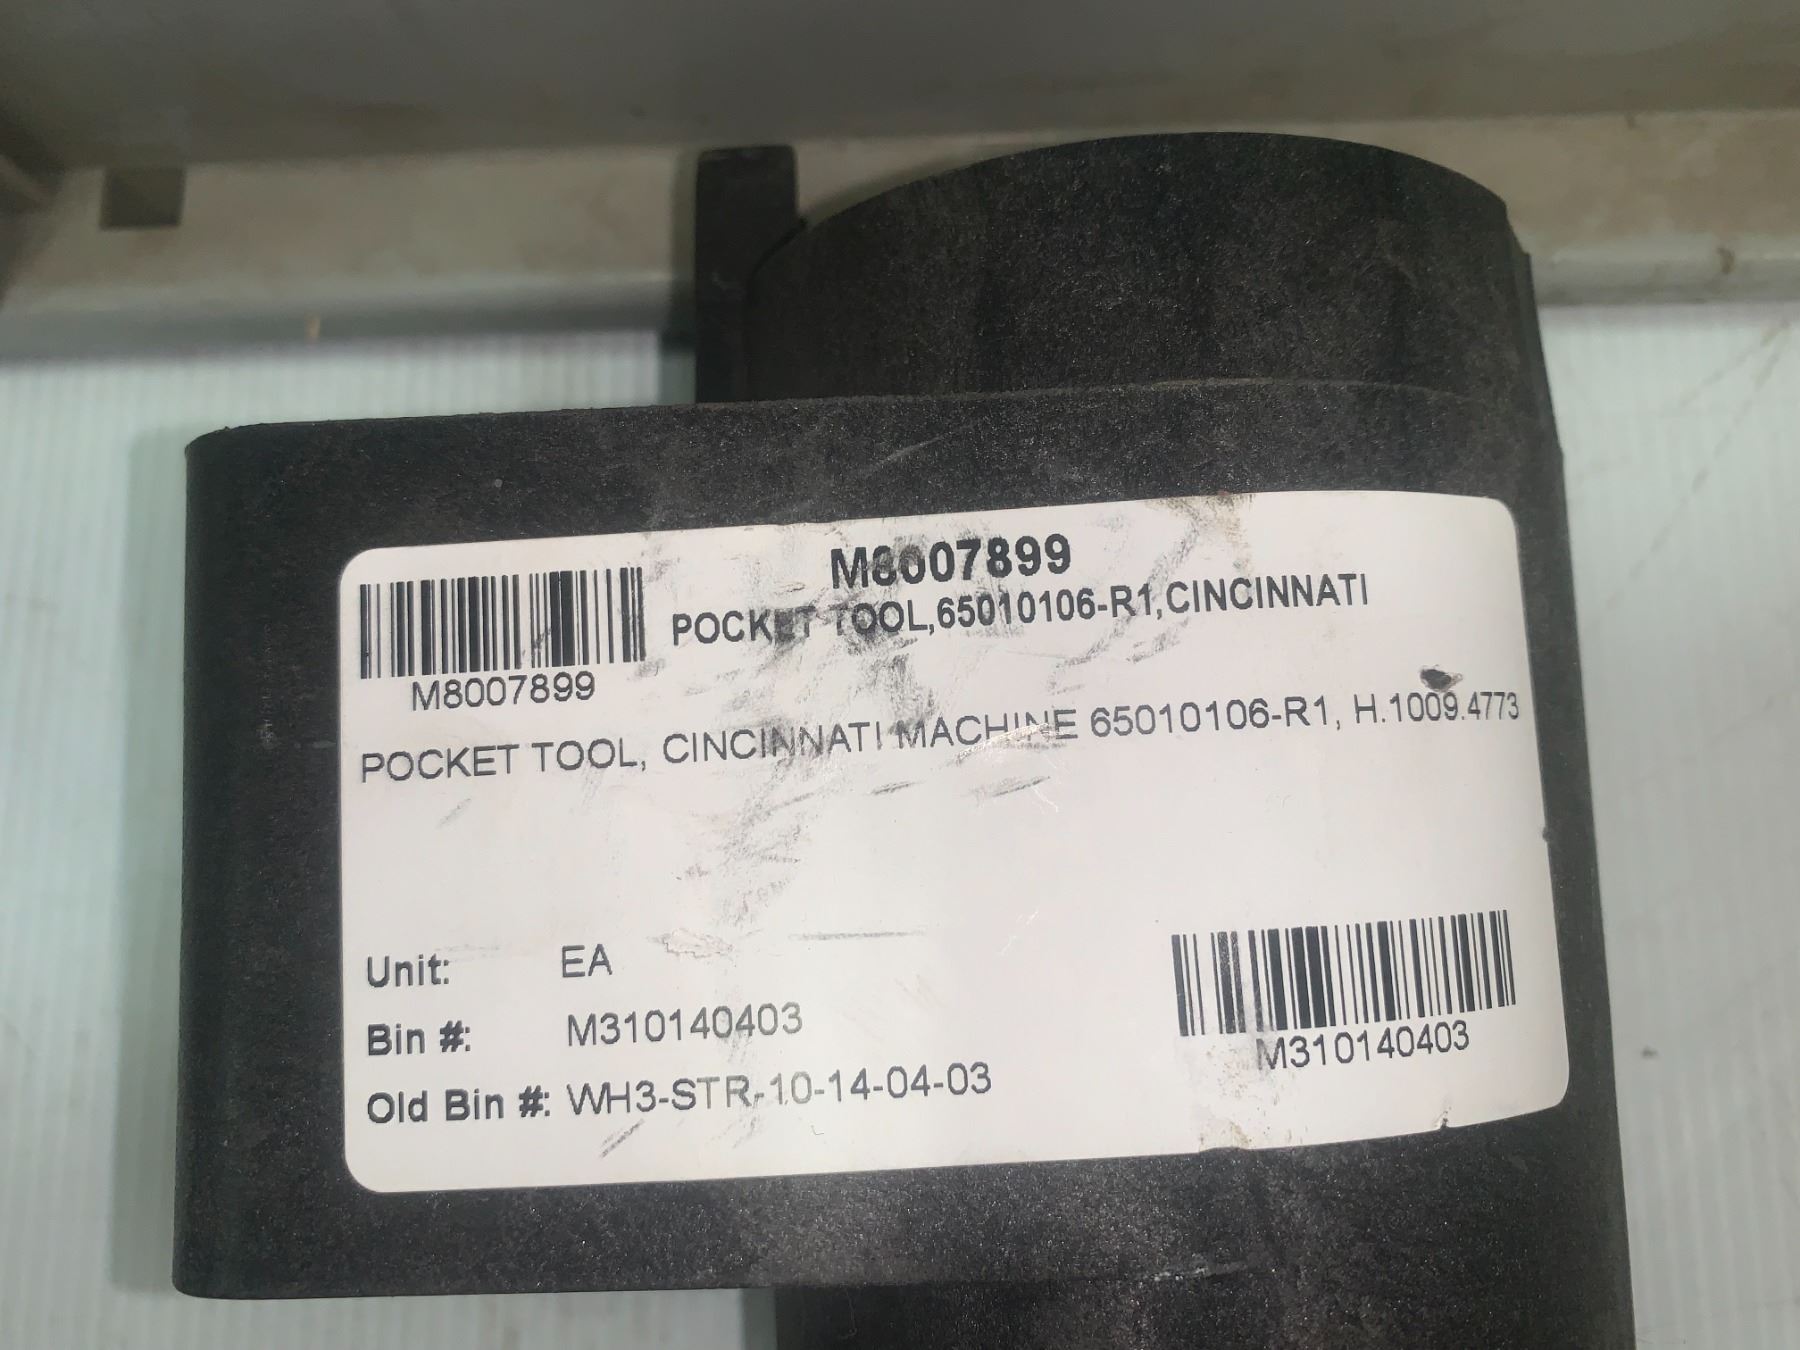 M8007899
POCKET TOOL,65010106-R1,CINCINNATI
M8007899
POCKET TOOL, CINCINNATI MACHINE 65010106-R1, H.1009.4773
Unit: EA
Bin #: M310140403
Old Bin #: WH3-STR-10-14-04-03
M310140403